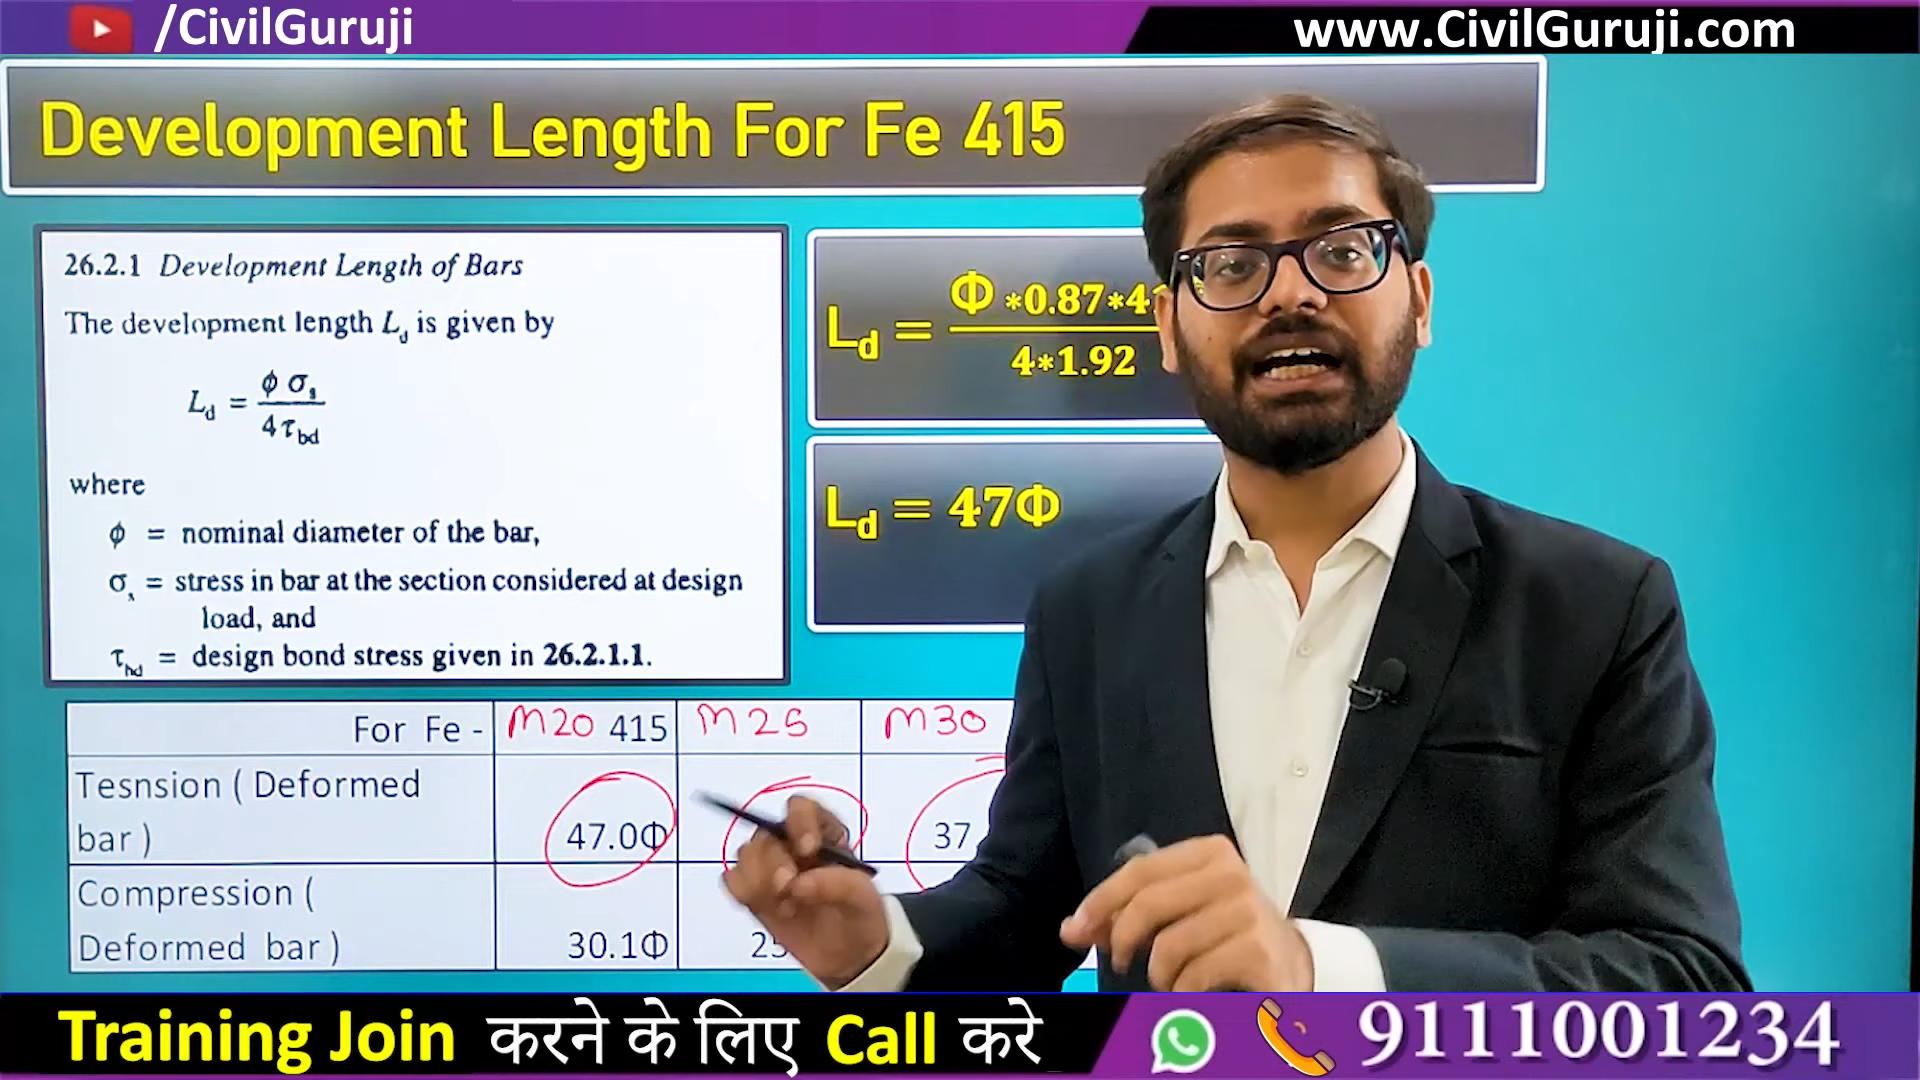 /CivilGuruji
www.CivilGuruji.com
Development Length For Fe 415
26.2.1 Development Length of Bars
The development length Ld is given by
Ld = ϕ σs / 4 τbd
where
ϕ = nominal diameter of the bar,
σs = stress in bar at the section considered at design
load, and
τbd = design bond stress given in 26.2.1.1.
Ld = Φ *0.87*4 / 4*1.92
Ld = 47Φ
For Fe - M20 415 M25 M30
Tesnsion ( Deformed
bar ) 47.0Φ 37
Compression (
Deformed bar ) 30.1Φ 25
Training Join करने के लिए Call करे
9111001234